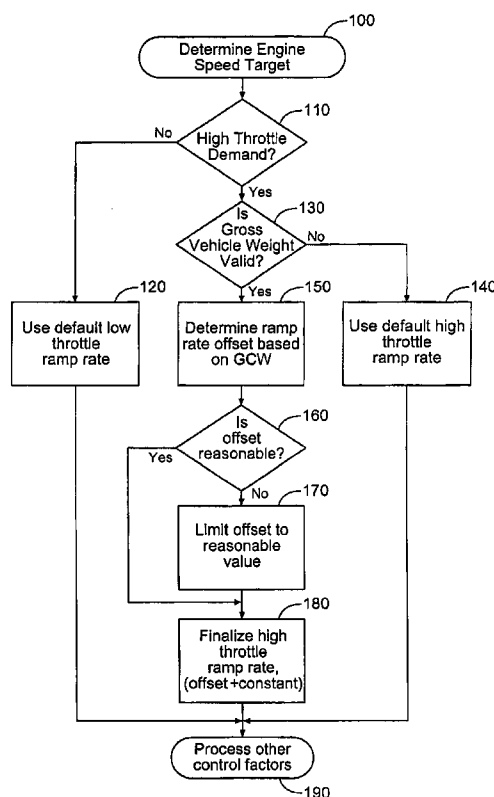 100
Determine Engine
Speed Target
110
No
High Throttle
Demand?
Yes
130
Is
Gross
Vehicle Weight
Valid?
No
120
Yes
150
140
Use default low
throttle
ramp rate
Determine ramp
rate offset based
on GCW
Use default high
throttle
ramp rate
160
Is
offset
reasonable?
Yes
No
170
Limit offset to
reasonable
value
180
Finalize high
throttle
ramp rate,
(offset+constant)
Process other
control factors
190